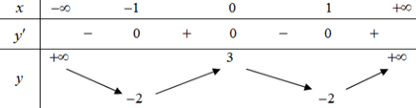 x −∞ −1 0 1 +∞
y′ − 0 + 0 − 0 +
+∞ 3 +∞
y
−2 −2